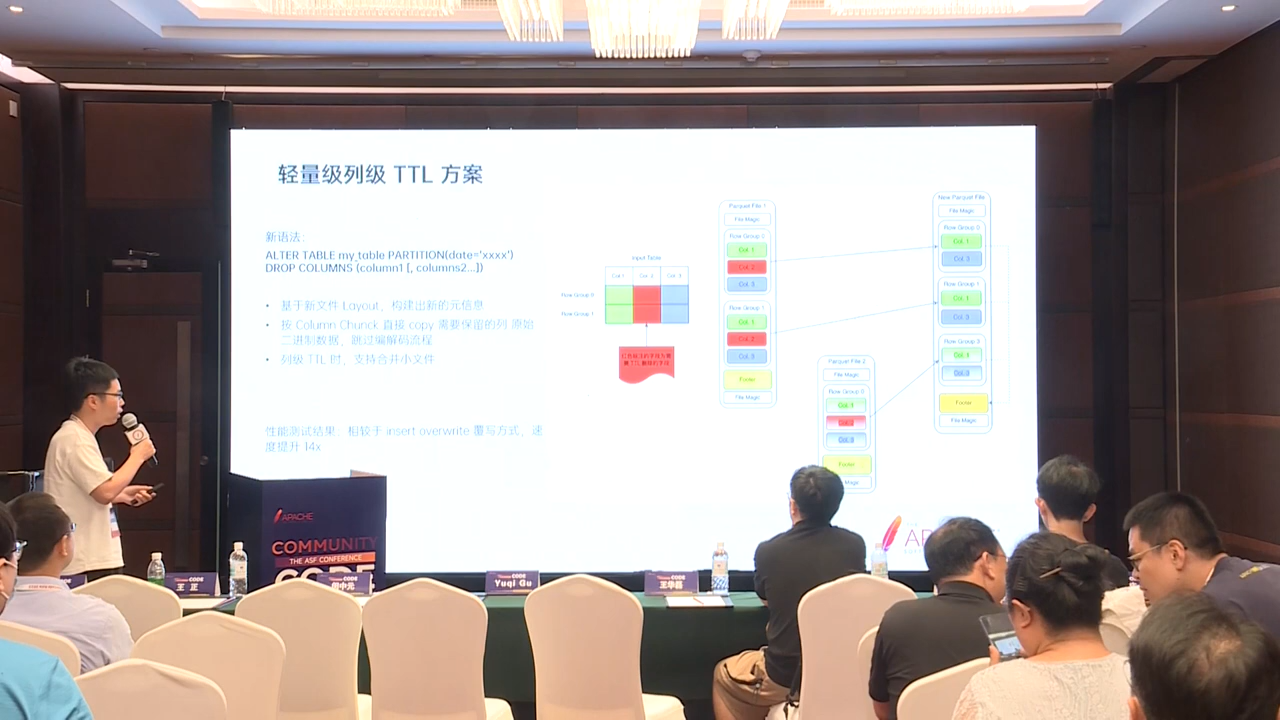 轻量级列级 TTL 方案
新语法：
ALTER TABLE my_table PARTITION(date='xxxx')
DROP COLUMNS (column1 [, columns2...])
• 基于新文件 Layout，构建出新的元信息
• 按 Column Chunck 直接 copy 需要保留的列 原始
二进制数据，跳过编解码流程
• 列级 TTL 时，支持合并小文件
性能测试结果：相较于 insert overwrite 覆写方式，速
度提升 14x
Input Table
Col. 1 Col. 2 Col. 3
Row Group 0
Row Group 1
Parquet File 1
File Magic
Row Group 0
Col. 1
Col. 2
Col. 3
Row Group 1
Col. 1
Col. 2
Col. 3
Footer
File Magic
Parquet File 2
File Magic
Row Group 0
Col. 1
Col. 2
Col. 3
Footer
File Magic
New Parquet File
File Magic
Row Group 0
Col. 1
Col. 3
Row Group 1
Col. 1
Col. 3
Col. 1
Col. 3
Footer
File Magic
APACHE
COMMUNITY
THE ASF CONFERENCE
王 正
Yuqi Gu